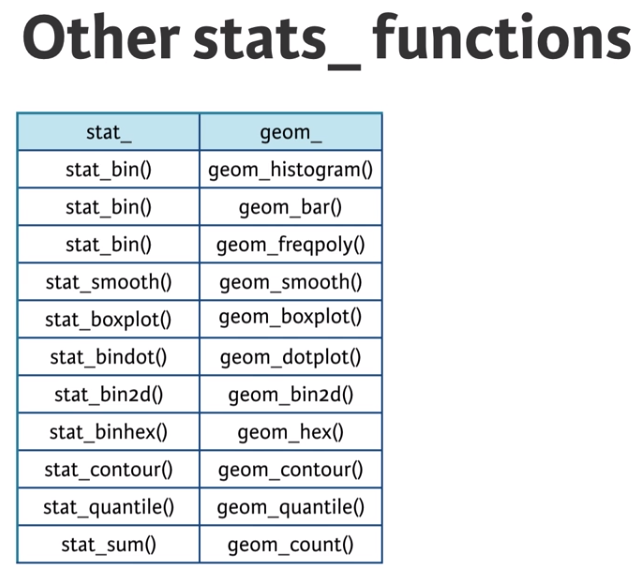 Other stats_ functions
stat_ geom_
stat_bin() geom_histogram()
stat_bin() geom_bar()
stat_bin() geom_freqpoly()
stat_smooth() geom_smooth()
stat_boxplot() geom_boxplot()
stat_bindot() geom_dotplot()
stat_bin2d() geom_bin2d()
stat_binhex() geom_hex()
stat_contour() geom_contour()
stat_quantile() geom_quantile()
stat_sum() geom_count()